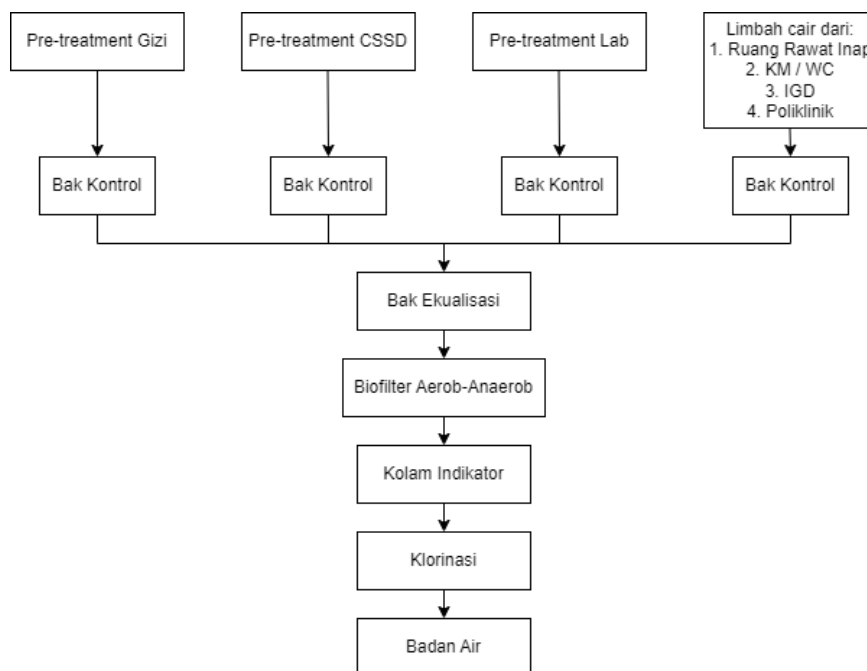 Pre-treatment Gizi
Pre-treatment CSSD
Pre-treatment Lab
Limbah cair dari:
1. Ruang Rawat Inap
2. KM / WC
3. IGD
4. Poliklinik
Bak Kontrol
Bak Kontrol
Bak Kontrol
Bak Kontrol
Bak Ekualisasi
Biofilter Aerob-Anaerob
Kolam Indikator
Klorinasi
Badan Air